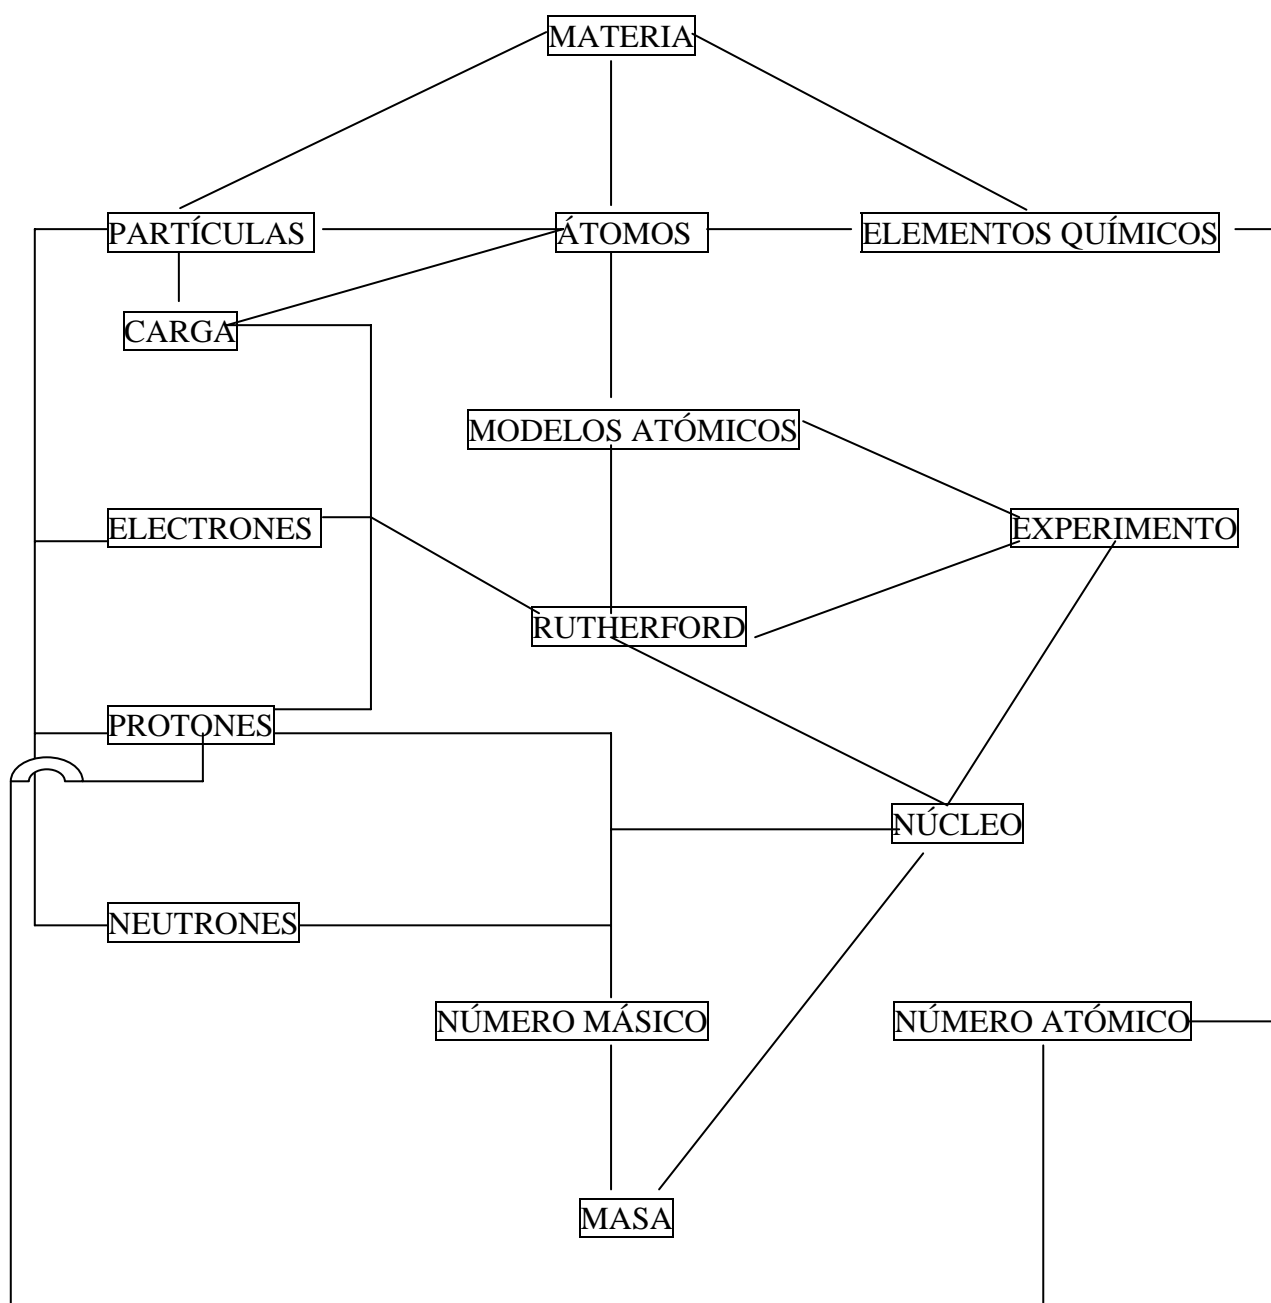 MATERIA
PARTÍCULAS
ÁTOMOS
ELEMENTOS QUÍMICOS
CARGA
MODELOS ATÓMICOS
ELECTRONES
EXPERIMENTO
RUTHERFORD
PROTONES
NÚCLEO
NEUTRONES
NÚMERO MÁSICO
NÚMERO ATÓMICO
MASA